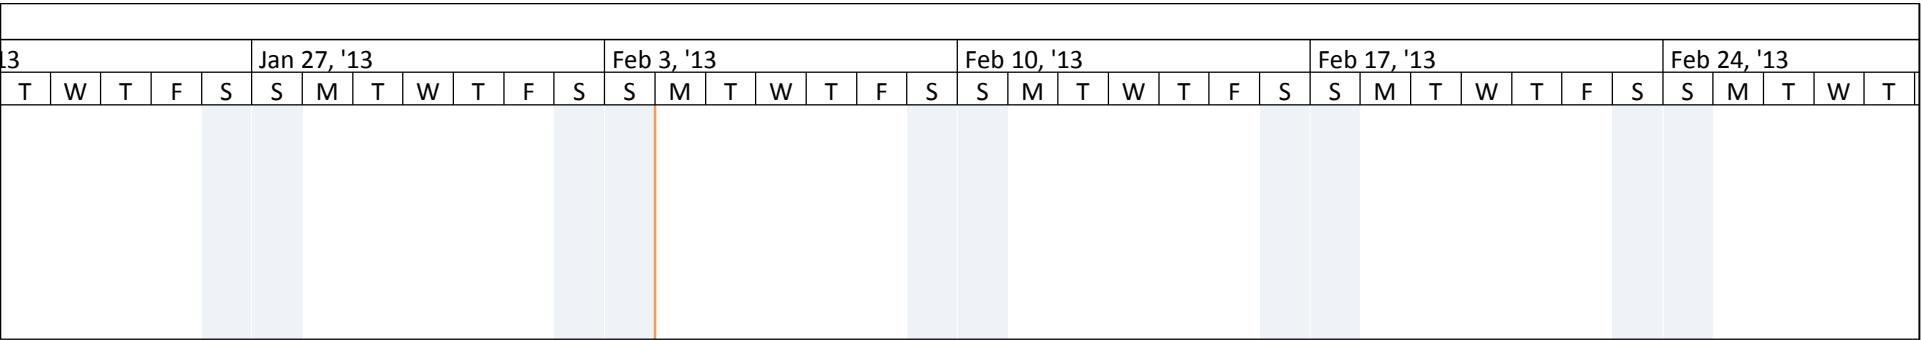 13 Jan 27, '13 Feb 3, '13 Feb 10, '13 Feb 17, '13 Feb 24, '13
T W T F S S M T W T F S S M T W T F S S M T W T F S S M T W T F S S M T W T